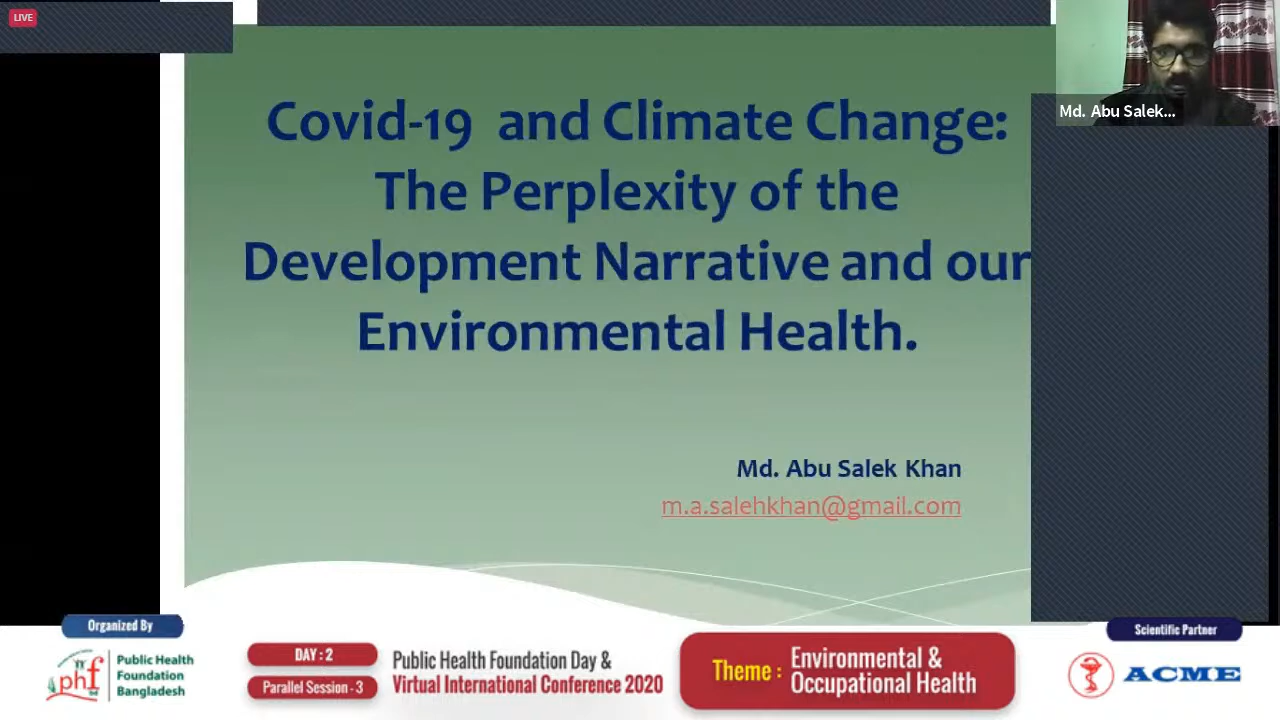 LIVE
Covid-19 and Climate Change:
The Perplexity of the
Development Narrative and our
Environmental Health.
Md. Abu Salek...
Md. Abu Salek Khan
m.a.salehkhan@gmail.com
Organized By
phf
Public Health
Foundation
Bangladesh
DAY : 2
Parallel Session - 3
Public Health Foundation Day &
Virtual International Conference 2020
Theme :
Environmental &
Occupational Health
Scientific Partner
ACME